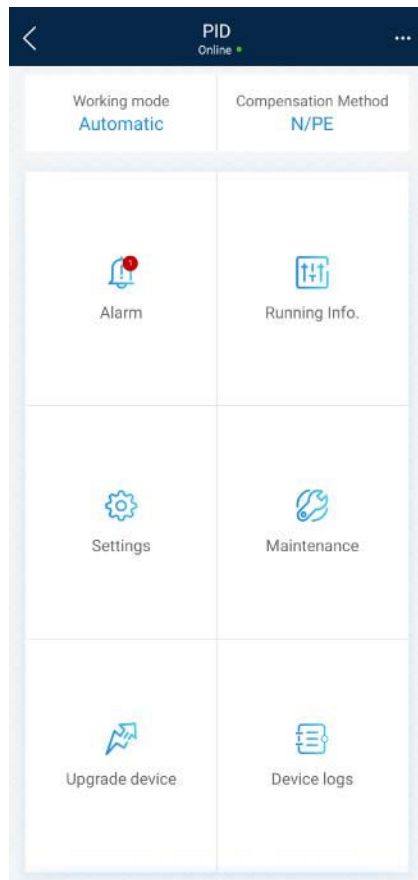 PID
Online
Working mode
Compensation Method
Automatic
N/PE
1
Alarm
Running Info.
Settings
Maintenance
Upgrade device
Device logs